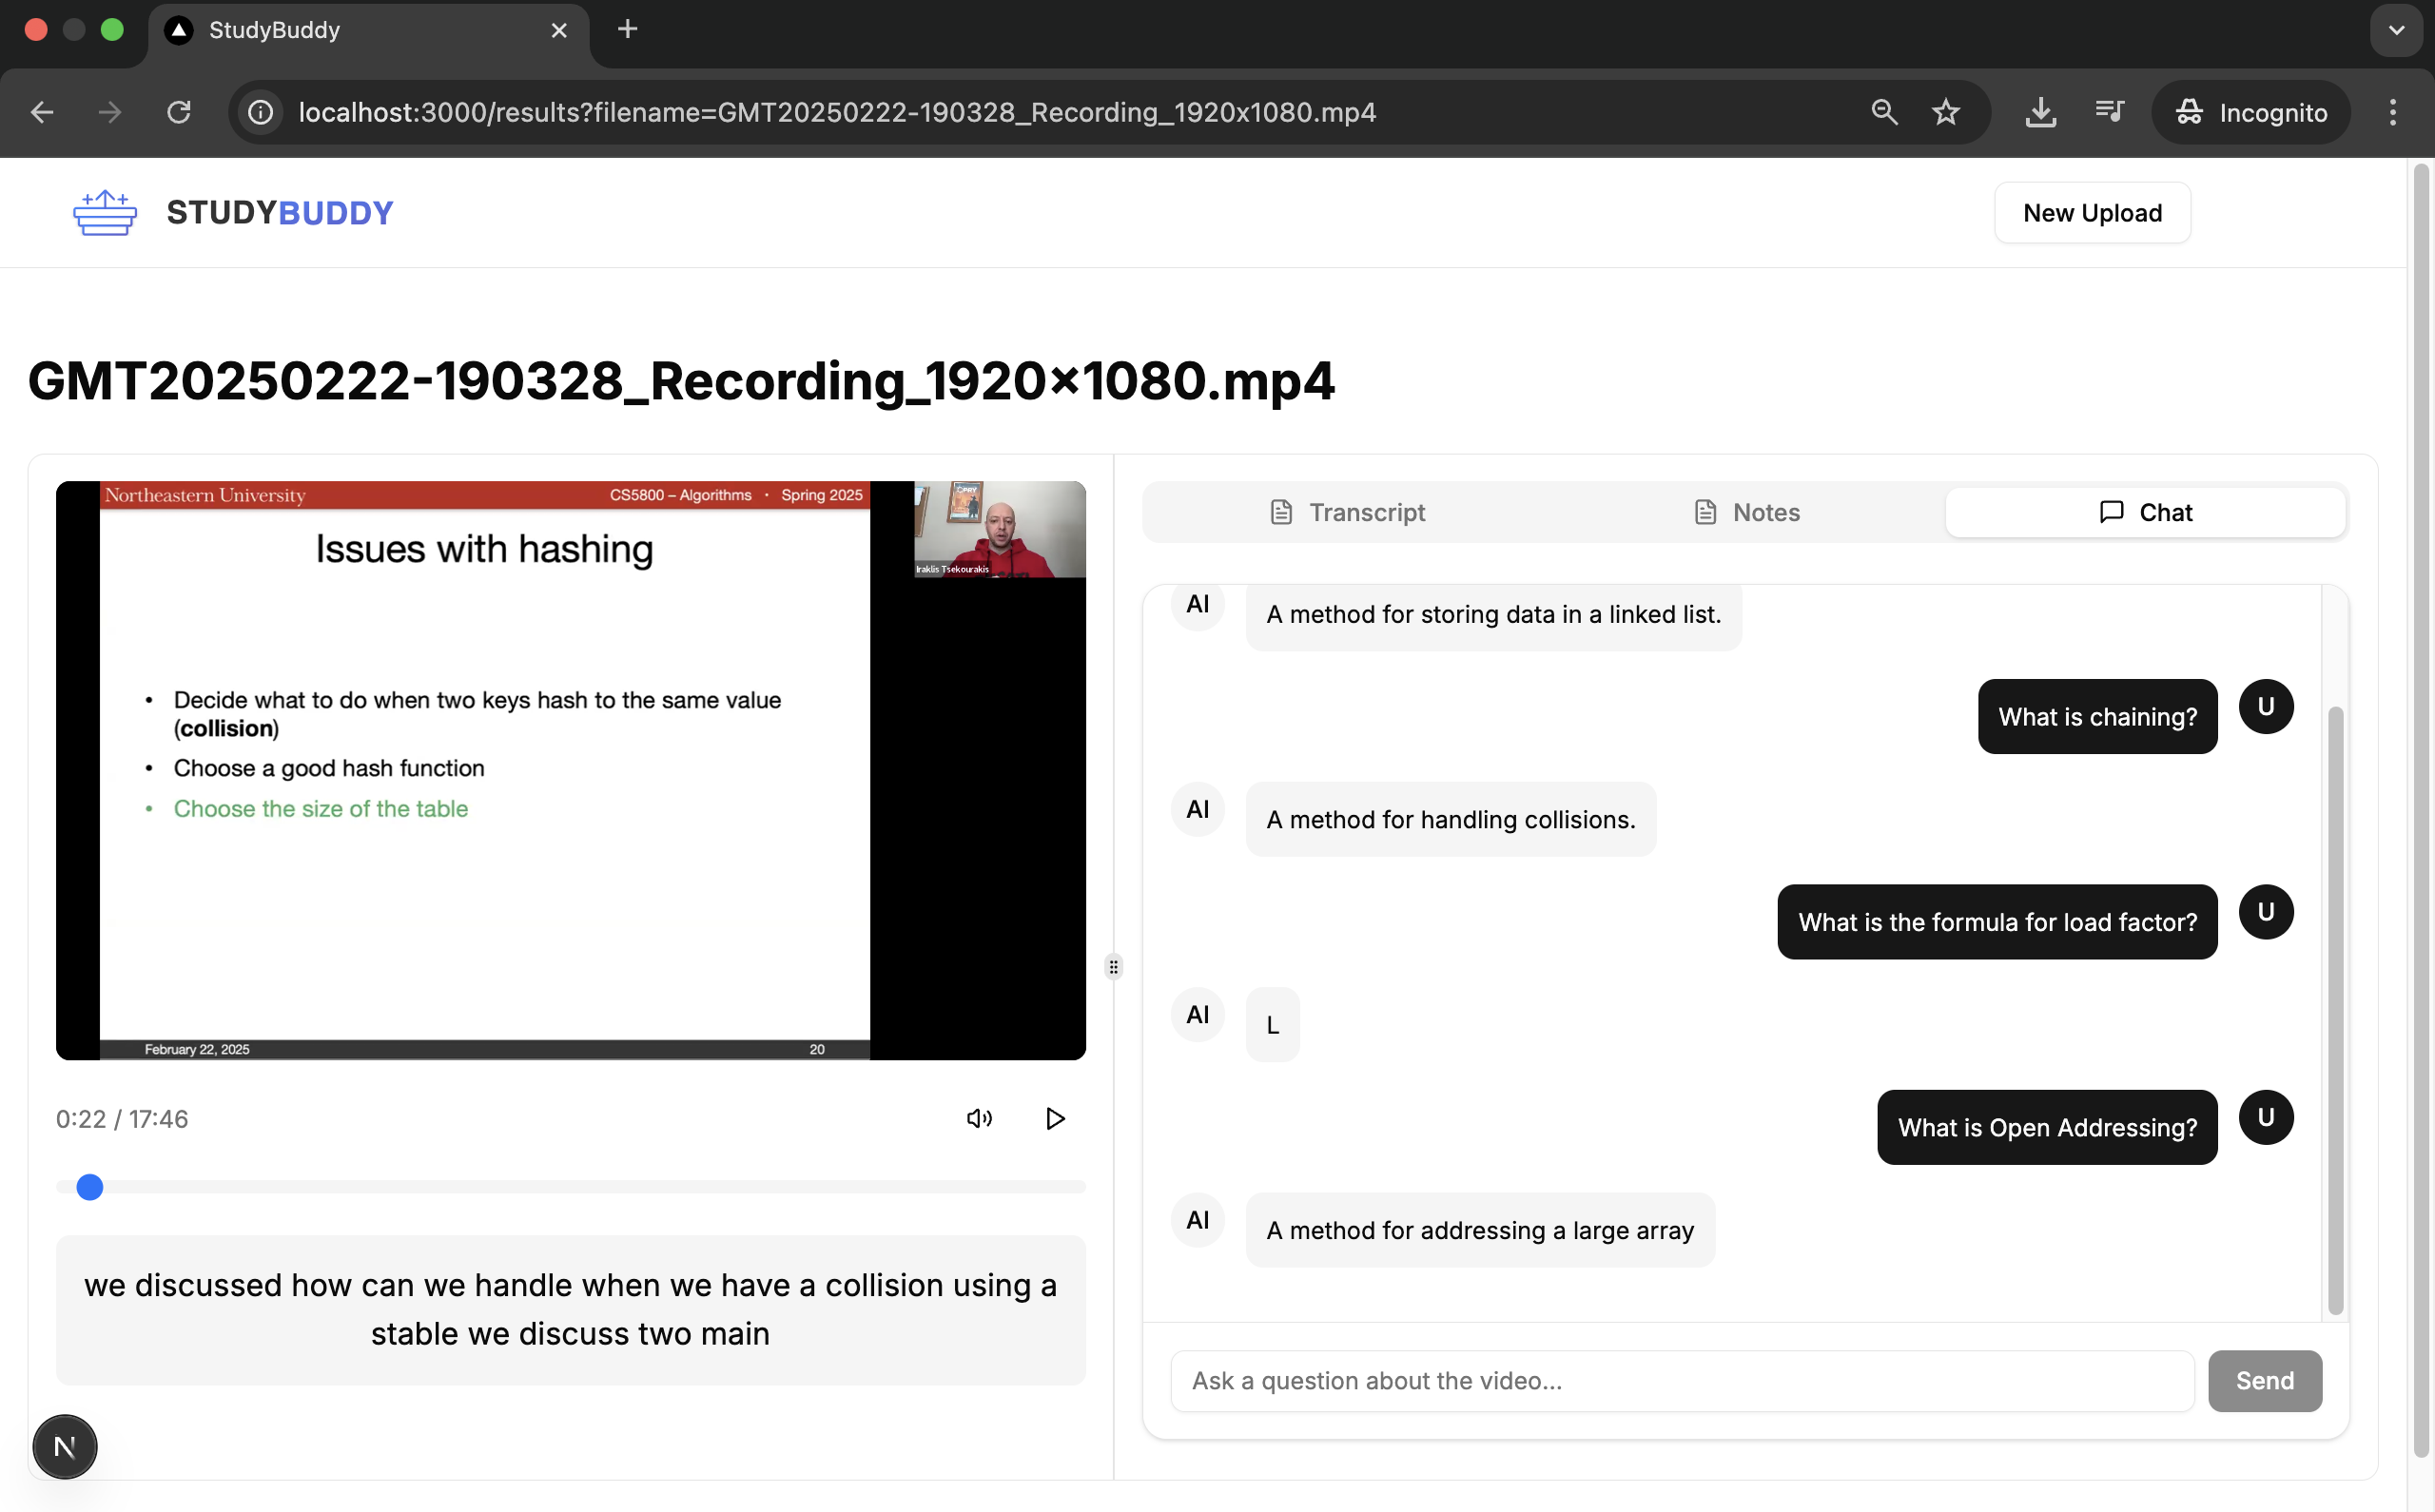 StudyBuddy
localhost:3000/results?filename=GMT20250222-190328_Recording_1920x1080.mp4
Incognito
STUDYBUDDY
New Upload
GMT20250222-190328_Recording_1920×1080.mp4
Northeastern University
CS5800 – Algorithms · Spring 2025
Issues with hashing
• Decide what to do when two keys hash to the same value
(collision)
• Choose a good hash function
• Choose the size of the table
February 22, 2025
20
Iraklis Tsekourakis
0:22 / 17:46
we discussed how can we handle when we have a collision using a
stable we discuss two main
N
Transcript
Notes
Chat
AI
A method for storing data in a linked list.
What is chaining?
U
AI
A method for handling collisions.
What is the formula for load factor?
U
AI
L
What is Open Addressing?
U
AI
A method for addressing a large array
Ask a question about the video...
Send